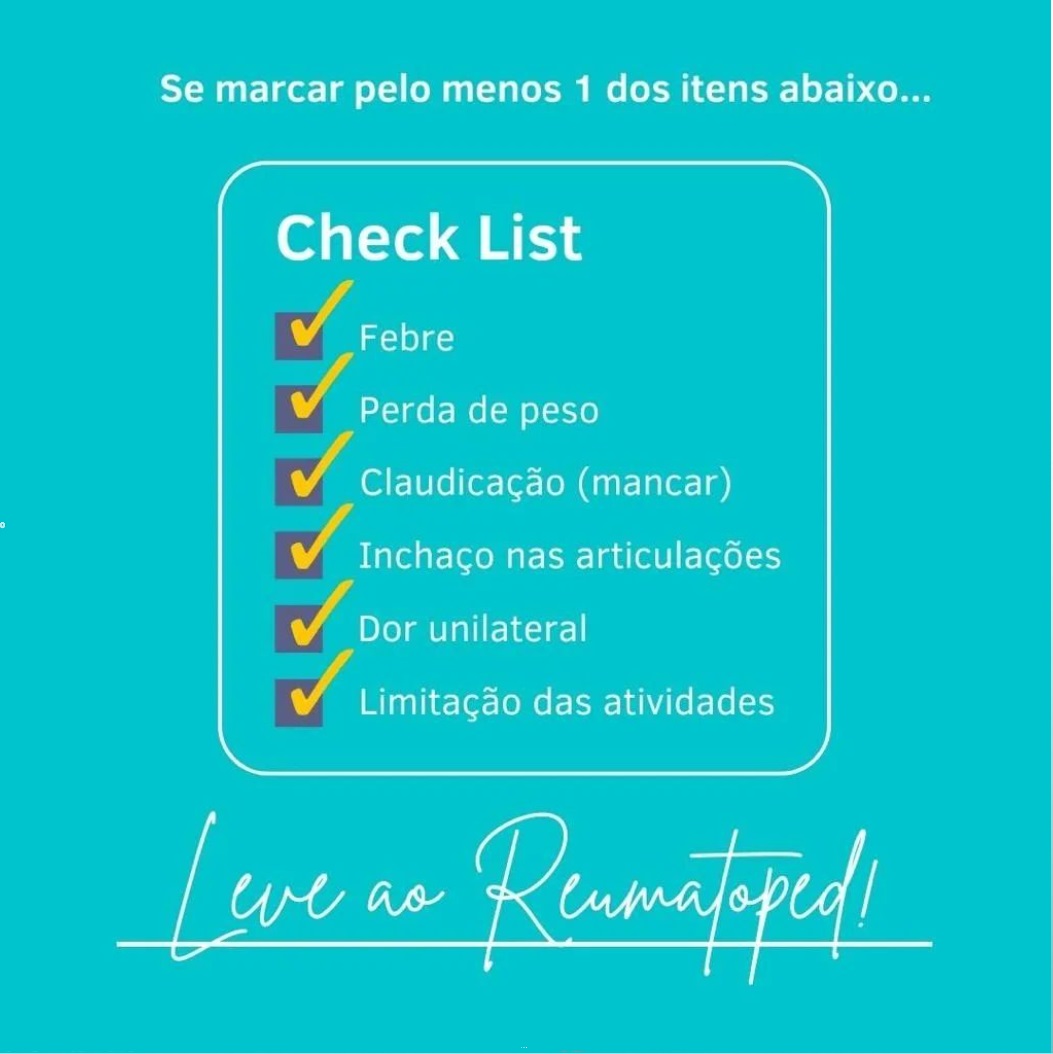 Se marcar pelo menos 1 dos itens abaixo...
Check List
Febre
Perda de peso
Claudicação (mancar)
Inchaço nas articulações
Dor unilateral
Limitação das atividades
Leve ao Reumatoped!